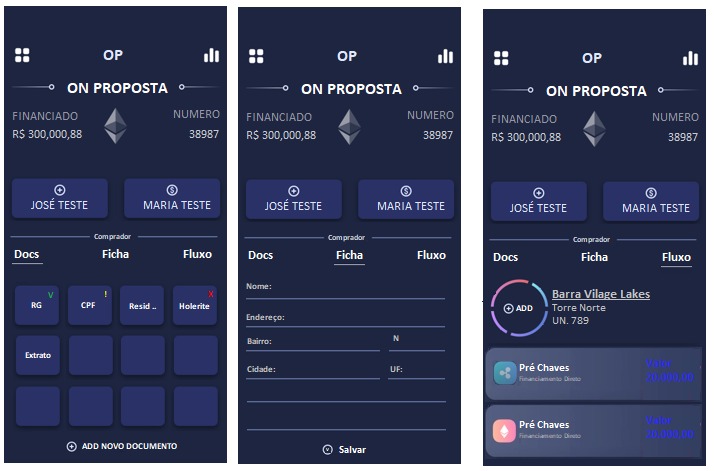 OP
ON PROPOSTA
FINANCIADO NUMERO
R$ 300,000,88 38987
JOSÉ TESTE MARIA TESTE
Comprador
Docs Ficha Fluxo
RG V CPF ! Resid .. Holerite X
Extrato
ADD NOVO DOCUMENTO
OP
ON PROPOSTA
FINANCIADO NUMERO
R$ 300,000,88 38987
JOSÉ TESTE MARIA TESTE
Comprador
Docs Ficha Fluxo
Nome:
Endereço:
Bairro: N
Cidade: UF:
Salvar
OP
ON PROPOSTA
FINANCIADO NUMERO
R$ 300,000,88 38987
JOSÉ TESTE MARIA TESTE
Comprador
Docs Ficha Fluxo
ADD
Barra Vilage Lakes
Torre Norte
UN. 789
Pré Chaves
Financiamento Direto
Pré Chaves
Financiamento Direto